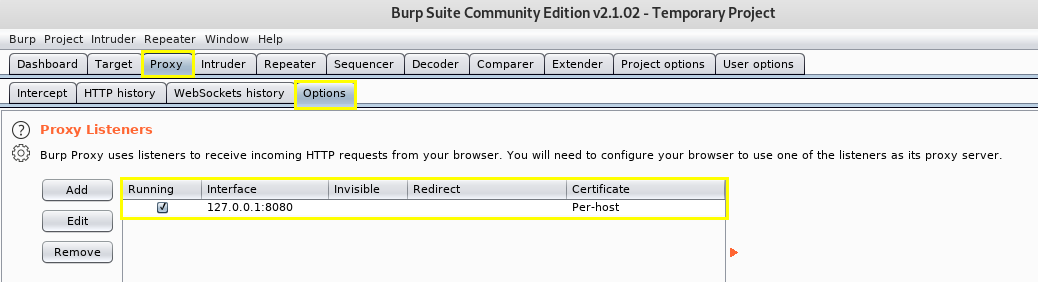 Burp Suite Community Edition v2.1.02 - Temporary Project
Burp Project Intruder Repeater Window Help
Dashboard Target Proxy Intruder Repeater Sequencer Decoder Comparer Extender Project options User options
Intercept HTTP history WebSockets history Options
? Proxy Listeners
Burp Proxy uses listeners to receive incoming HTTP requests from your browser. You will need to configure your browser to use one of the listeners as its proxy server.
Add Running Interface Invisible Redirect Certificate
127.0.0.1:8080 Per-host
Edit
Remove